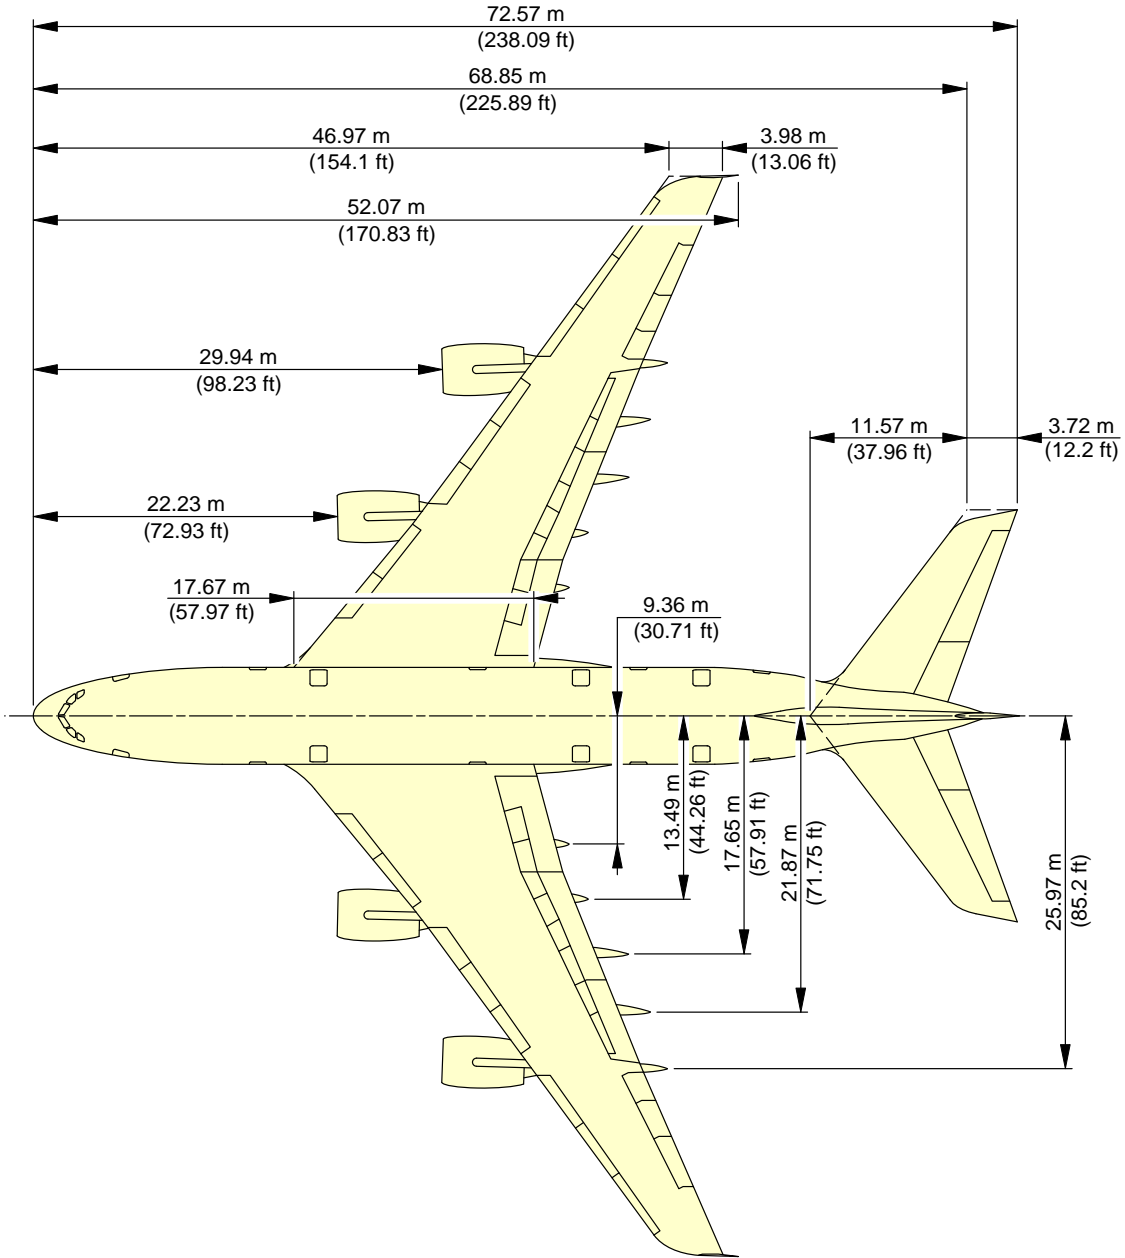 72.57 m
(238.09 ft)
68.85 m
(225.89 ft)
46.97 m
(154.1 ft)
3.98 m
(13.06 ft)
52.07 m
(170.83 ft)
29.94 m
(98.23 ft)
11.57 m
(37.96 ft)
3.72 m
(12.2 ft)
22.23 m
(72.93 ft)
17.67 m
(57.97 ft)
9.36 m
(30.71 ft)
13.49 m
(44.26 ft)
17.65 m
(57.91 ft)
21.87 m
(71.75 ft)
25.97 m
(85.2 ft)